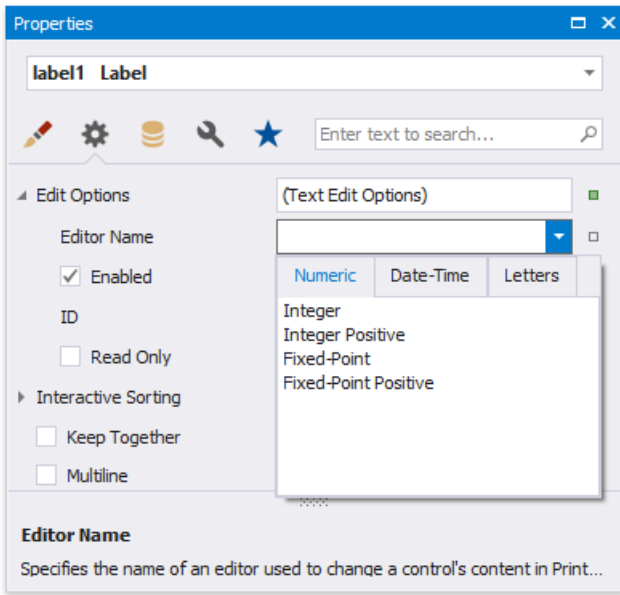 Properties
label1 Label
Enter text to search...
Edit Options
(Text Edit Options)
Editor Name
Enabled
ID
Read Only
Interactive Sorting
Keep Together
Multiline
Numeric Date-Time Letters
Integer
Integer Positive
Fixed-Point
Fixed-Point Positive
Editor Name
Specifies the name of an editor used to change a control's content in Print...